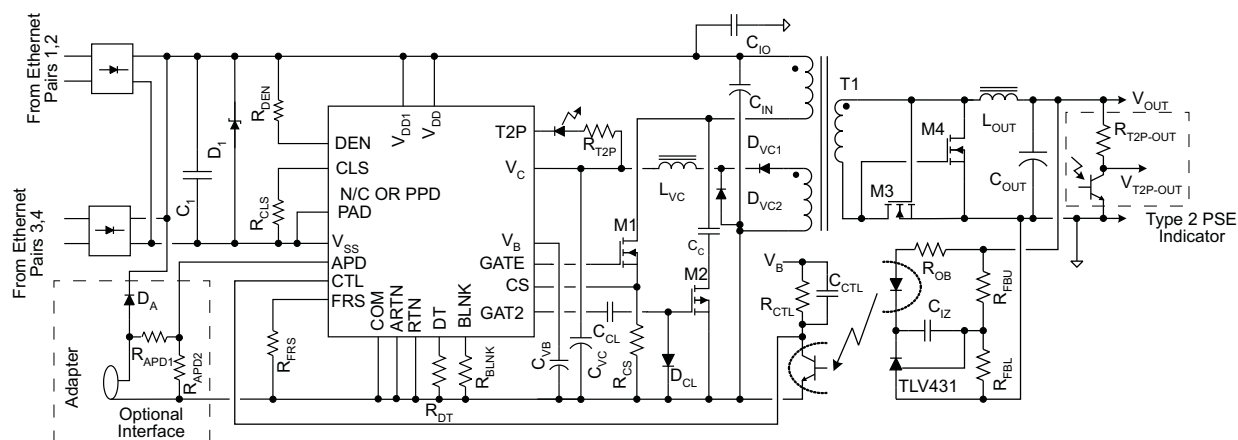 From Ethernet
Pairs 1,2
From Ethernet
Pairs 3,4
C1
D1
RDEN
RCLS
DEN
CLS
N/C OR PPD
PAD
VSS
APD
CTL
FRS
VDD1
VDD
T2P
VC
VB
GATE
CS
GAT2
COM
ARTN
RTN
DT
BLNK
RT2P
LVC
DVC1
DVC2
CIO
CIN
T1
M1
M2
CC
CCL
DCL
CVB
CVC
RCS
RFRS
RDT
RBLNK
DA
RAPD1
RAPD2
Adapter
Optional
Interface
M3
M4
LOUT
COUT
VOUT
RT2P-OUT
VT2P-OUT
Type 2 PSE
Indicator
VB
RCTL
CCTL
ROB
CIZ
RFBU
RFBL
TLV431